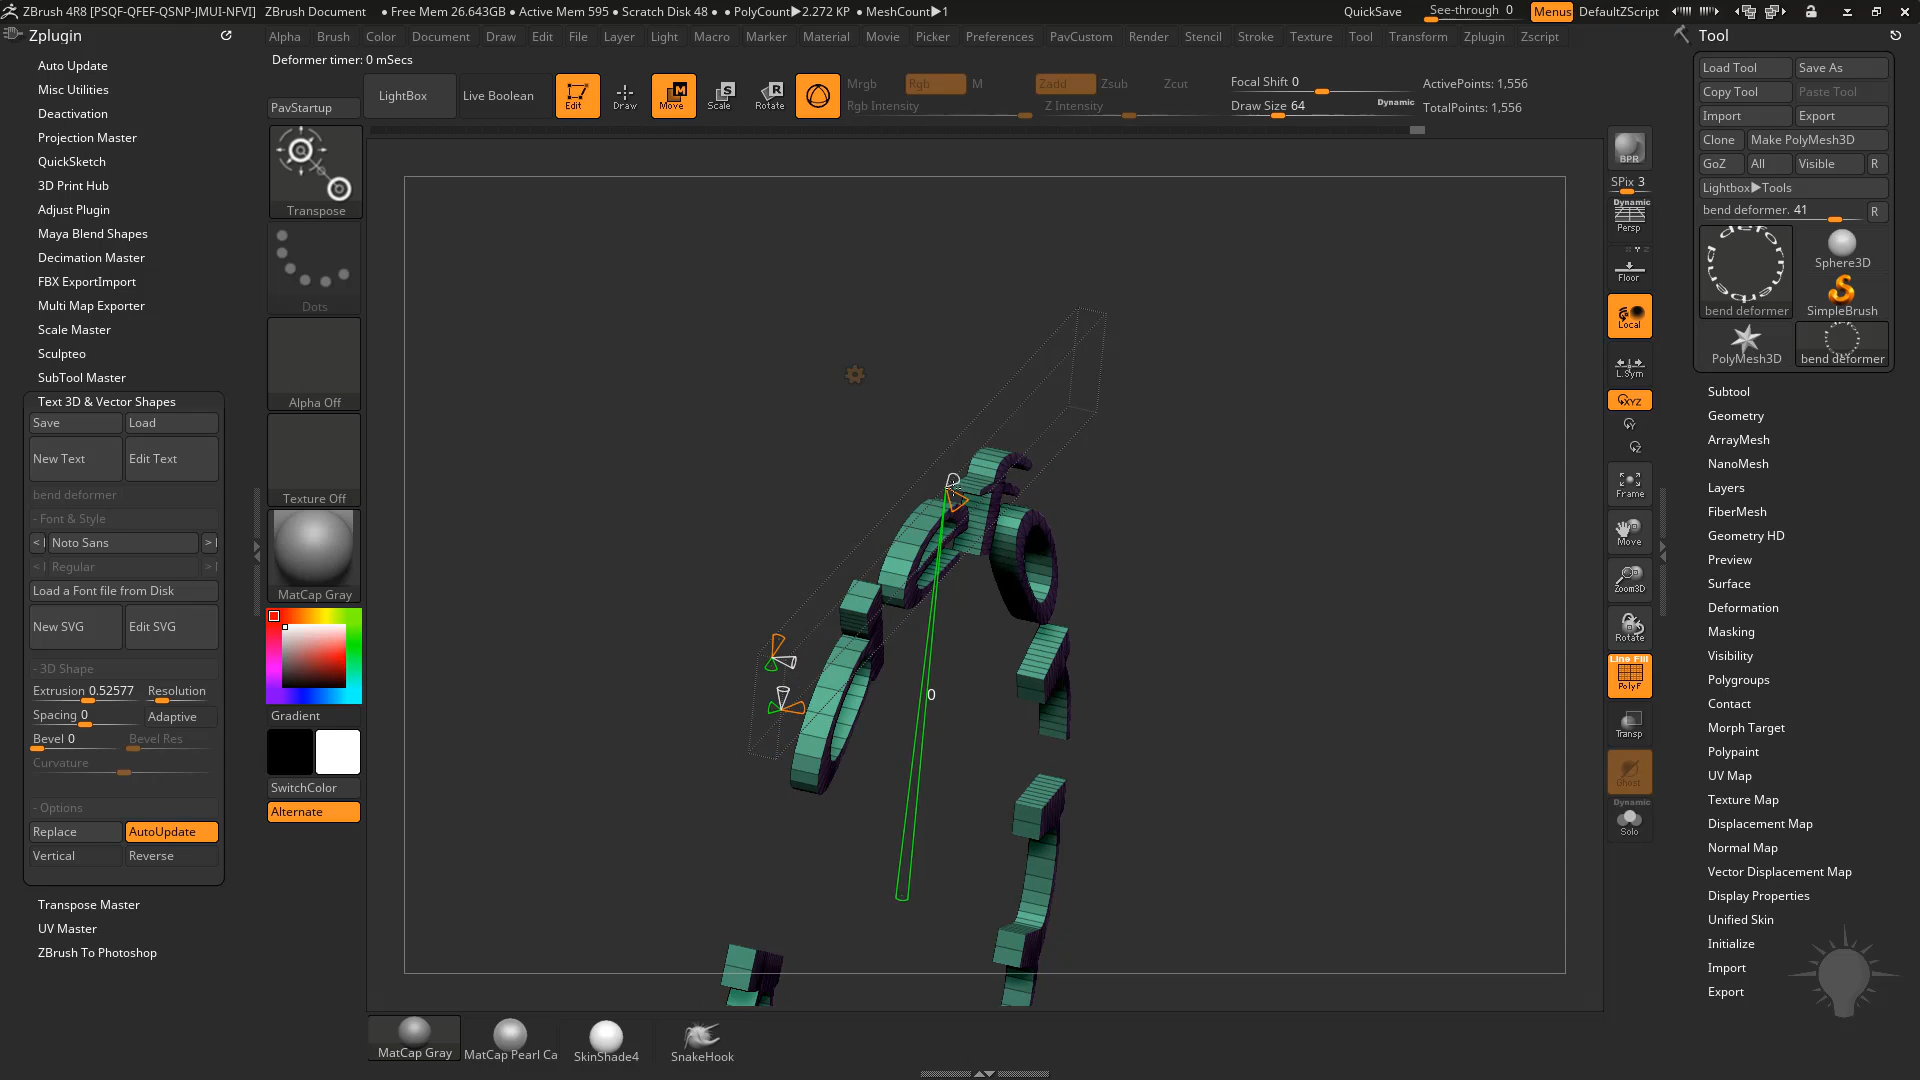 ZBrush 4R8 [PSQF-QFEF-QSNP-JMUI-NFVI] ZBrush Document ● Free Mem 26.643GB ● Active Mem 595 ● Scratch Disk 48 ● ● PolyCount▶2.272 KP ● MeshCount▶1 QuickSave See-through 0 Menus DefaultZScript
Zplugin
Alpha Brush Color Document Draw Edit File Layer Light Macro Marker Material Movie Picker Preferences PavCustom Render Stencil Stroke Texture Tool Transform Zplugin Zscript
Tool
Deformer timer: 0 mSecs
PavStartup
LightBox
Live Boolean
Edit
Draw
Move
Scale
Rotate
Mrgb Rgb M
Rgb Intensity
Zadd Zsub Zcut
Z Intensity
Focal Shift 0
Draw Size 64
Dynamic
ActivePoints: 1,556
TotalPoints: 1,556
Auto Update
Misc Utilities
Deactivation
Projection Master
QuickSketch
3D Print Hub
Adjust Plugin
Maya Blend Shapes
Decimation Master
FBX ExportImport
Multi Map Exporter
Scale Master
Sculpteo
SubTool Master
Text 3D & Vector Shapes
Save Load
New Text Edit Text
bend deformer
- Font & Style
< Noto Sans >
< Regular >
Load a Font file from Disk
New SVG Edit SVG
- 3D Shape
Extrusion 0.52577 Resolution
Spacing 0 Adaptive
Bevel 0 Bevel Res
Curvature
- Options
Replace AutoUpdate
Vertical Reverse
Transpose Master
UV Master
ZBrush To Photoshop
Transpose
Dots
Alpha Off
Texture Off
MatCap Gray
Gradient
SwitchColor
Alternate
0
MatCap Gray MatCap Pearl Ca SkinShade4 SnakeHook
BPR
SPix 3
Dynamic
Persp
Floor
Local
L.Sym
XYZ
Y
Z
Frame
Move
Zoom3D
Rotate
Line Fill
PolyF
Transp
Ghost
Dynamic
Solo
Load Tool Save As
Copy Tool Paste Tool
Import Export
Clone Make PolyMesh3D
GoZ All Visible R
Lightbox▶Tools
bend deformer. 41 R
bend deformer
Sphere3D
SimpleBrush
PolyMesh3D
bend deformer
Subtool
Geometry
ArrayMesh
NanoMesh
Layers
FiberMesh
Geometry HD
Preview
Surface
Deformation
Masking
Visibility
Polygroups
Contact
Morph Target
Polypaint
UV Map
Texture Map
Displacement Map
Normal Map
Vector Displacement Map
Display Properties
Unified Skin
Initialize
Import
Export